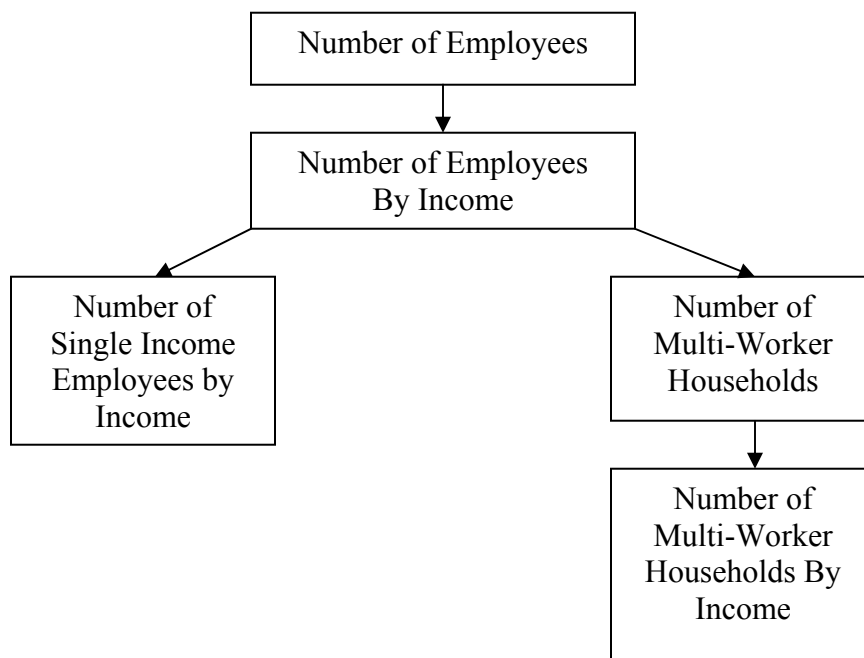 Number of Employees
Number of Employees
By Income
Number of
Single Income
Employees by
Income
Number of
Multi-Worker
Households
Number of
Multi-Worker
Households By
Income